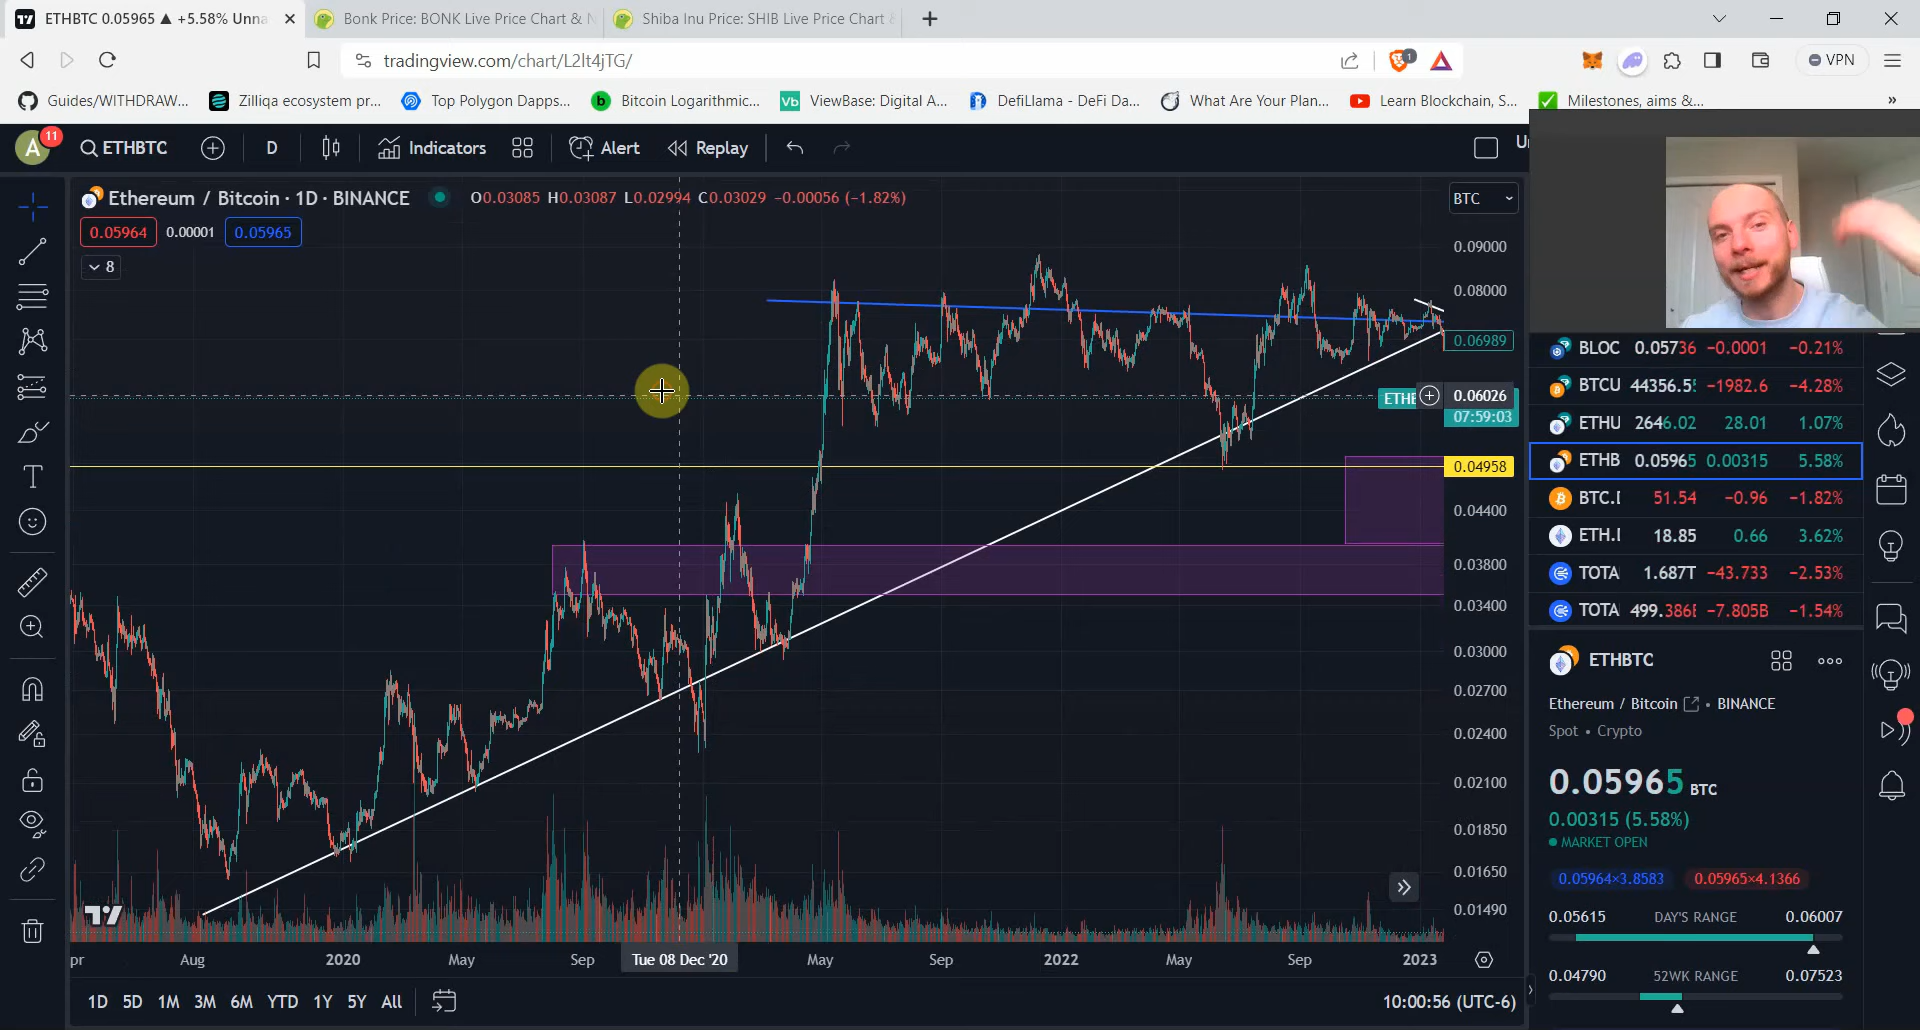 ETHBTC 0.05965 ▲ +5.58% Unna
Bonk Price: BONK Live Price Chart &
Shiba Inu Price: SHIB Live Price Chart
tradingview.com/chart/L2lt4jTG/
1
VPN
Guides/WITHDRAW...
Zilliqa ecosystem pr...
Top Polygon Dapps...
Bitcoin Logarithmic...
Vb
ViewBase: Digital A...
DefiLlama - DeFi Da...
What Are Your Plan...
Learn Blockchain, S...
Milestones, aims &...
»
A
11
ETHBTC
D
Indicators
Alert
Replay
Ethereum / Bitcoin · 1D · BINANCE
O0.03085 H0.03087 L0.02994 C0.03029 −0.00056 (−1.82%)
BTC
0.05964
0.00001
0.05965
8
0.09000
0.08000
0.06989
ETHE
0.06026
07:59:03
0.04958
0.04400
0.03800
0.03400
0.03000
0.02700
0.02400
0.02100
0.01850
0.01650
0.01490
pr
Aug
2020
May
Sep
Tue 08 Dec '20
May
Sep
2022
May
Sep
2023
1D 5D 1M 3M 6M YTD 1Y 5Y All
10:00:56 (UTC-6)
BLOC 0.05736 −0.0001 −0.21%
BTCU 44356.5 −1982.6 −4.28%
ETHU 2646.02 28.01 1.07%
ETHB 0.05965 0.00315 5.58%
BTC. 51.54 −0.96 −1.82%
ETH. 18.85 0.66 3.62%
TOTA 1.687T −43.733 −2.53%
TOTA 499.386 −7.805B −1.54%
ETHBTC
Ethereum / Bitcoin • BINANCE
Spot • Crypto
0.05965 BTC
0.00315 (5.58%)
MARKET OPEN
0.05964×3.8583
0.05965×4.1366
0.05615 DAY'S RANGE 0.06007
0.04790 52WK RANGE 0.07523